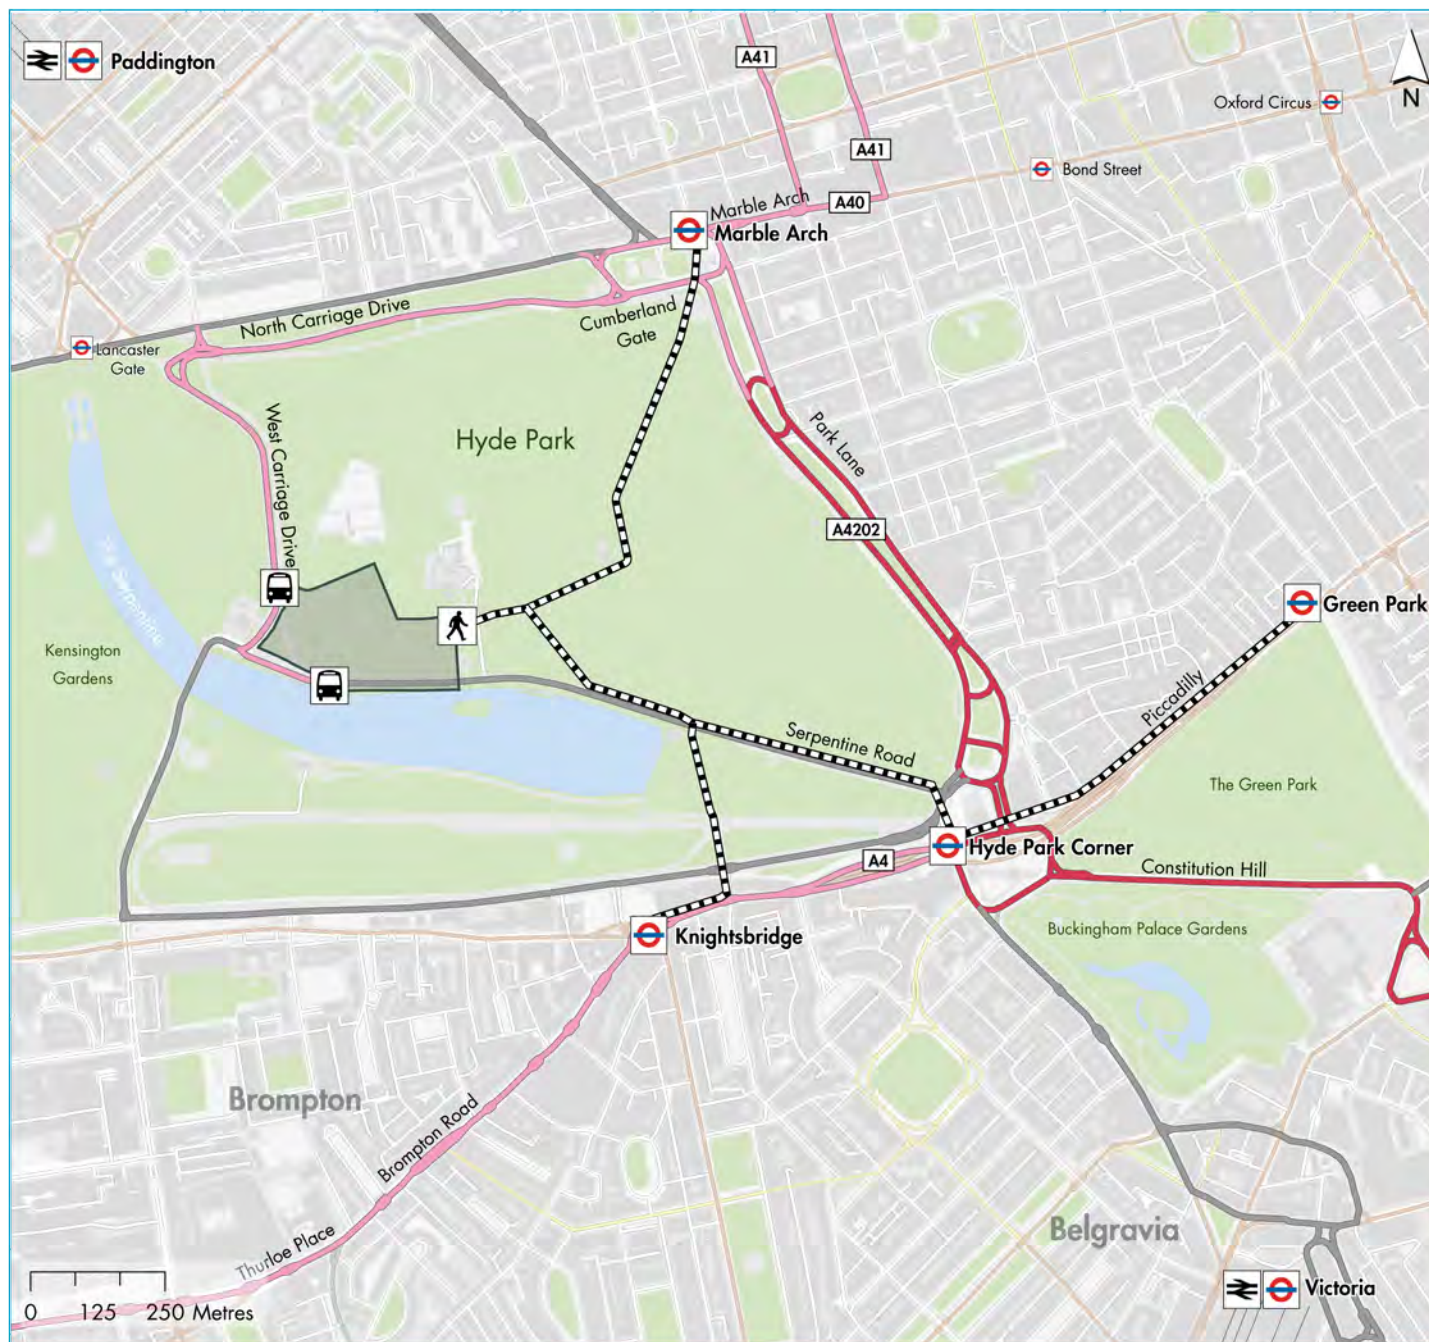 Paddington
A41
N
Oxford Circus
A41
Bond Street
Marble Arch
A40
Marble Arch
North Carriage Drive
Cumberland
Gate
Lancaster
Gate
West Carriage Drive
Hyde Park
Park Lane
A4202
The Serpentine
Green Park
Kensington
Gardens
Piccadilly
Serpentine Road
The Green Park
Hyde Park Corner
A4
Constitution Hill
Knightsbridge
Buckingham Palace Gardens
Brompton
Brompton Road
Belgravia
Thurloe Place
Victoria
0 125 250 Metres